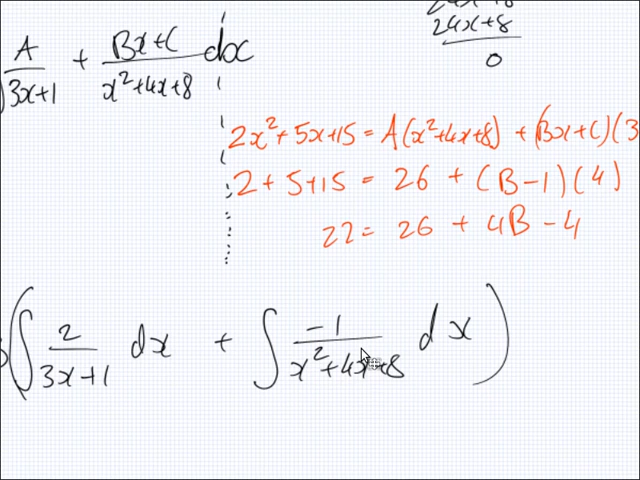 24x+8
0
A/(3x+1) + (Bx+C)/(x²+4x+8) dx
2x²+5x+15 = A(x²+4x+8) + (Bx+C)(3
2+5+15 = 26 + (B-1)(4)
22 = 26 + 4B - 4
(∫ 2/(3x+1) dx + ∫ -1/(x²+4x+8) dx)